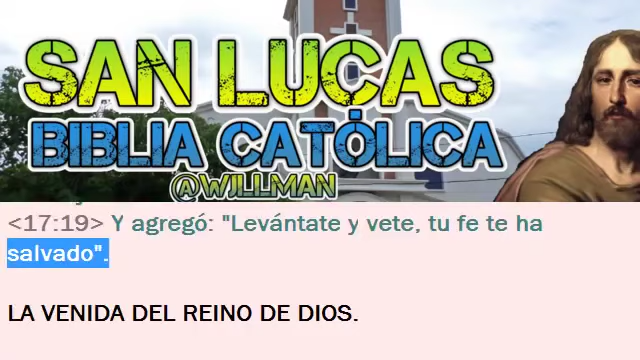 SAN LUCAS
BIBLIA CATÓLICA
@WJLLMAN
<17:19> Y agregó: "Levántate y vete, tu fe te ha
salvado".
LA VENIDA DEL REINO DE DIOS.